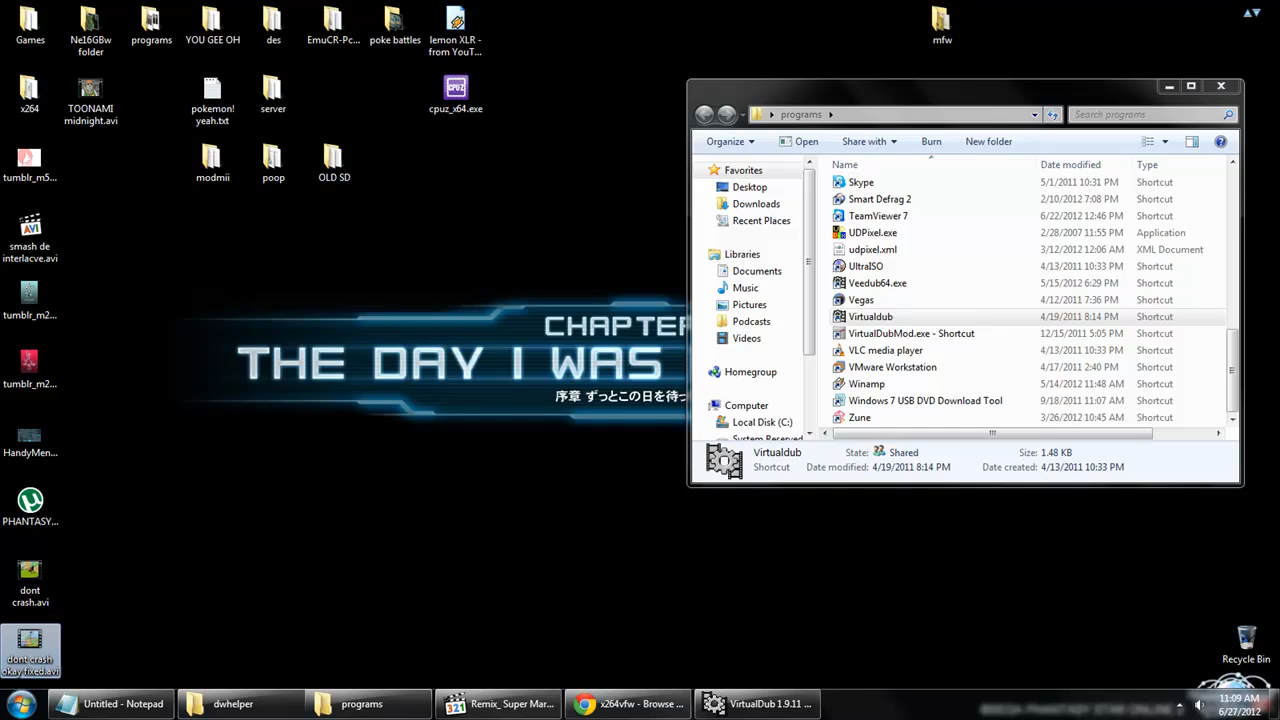 Games
Ne16GBw
folder
programs
YOU GEE OH
des
EmuCR-Pc...
poke battles
lemon XLR -
from YouT...
mfw
x264
TOONAMI
midnight.avi
pokemon!
yeah.txt
server
CPU-Z
cpuz_x64.exe
tumblr_m5...
modmii
poop
OLD SD
AVI
smash de
interlacve.avi
tumblr_m2...
tumblr_m2...
HandyMen...
PHANTASY...
dont
crash.avi
dont crash
okay fixed.avi
CHAPTER
THE DAY I WAS
序章 ずっとこの日を待っ
programs
Search programs
Organize Open Share with Burn New folder
Favorites
Desktop
Downloads
Recent Places
Libraries
Documents
Music
Pictures
Podcasts
Videos
Homegroup
Computer
Local Disk (C:)
System Reserved
Name Date modified Type
Skype 5/1/2011 10:31 PM Shortcut
Smart Defrag 2 2/10/2012 7:08 PM Shortcut
TeamViewer 7 6/22/2012 12:46 PM Shortcut
UDPixel.exe 2/28/2007 11:55 PM Application
udpixel.xml 3/12/2012 12:06 AM XML Document
UltraISO 4/13/2011 10:33 PM Shortcut
Veedub64.exe 5/15/2012 6:29 PM Shortcut
Vegas 4/12/2011 7:36 PM Shortcut
Virtualdub 4/19/2011 8:14 PM Shortcut
VirtualDubMod.exe - Shortcut 12/15/2011 5:05 PM Shortcut
VLC media player 4/13/2011 10:33 PM Shortcut
VMware Workstation 4/17/2011 2:40 PM Shortcut
Winamp 5/14/2012 11:48 AM Shortcut
Windows 7 USB DVD Download Tool 9/18/2011 11:07 AM Shortcut
Zune 3/26/2012 10:45 AM Shortcut
Virtualdub State: Shared Size: 1.48 KB
Shortcut Date modified: 4/19/2011 8:14 PM Date created: 4/13/2011 10:33 PM
Recycle Bin
Untitled - Notepad
dwhelper
programs
321
Remix_ Super Mar...
x264vfw - Browse ...
VirtualDub 1.9.11 ...
11:09 AM
6/27/2012